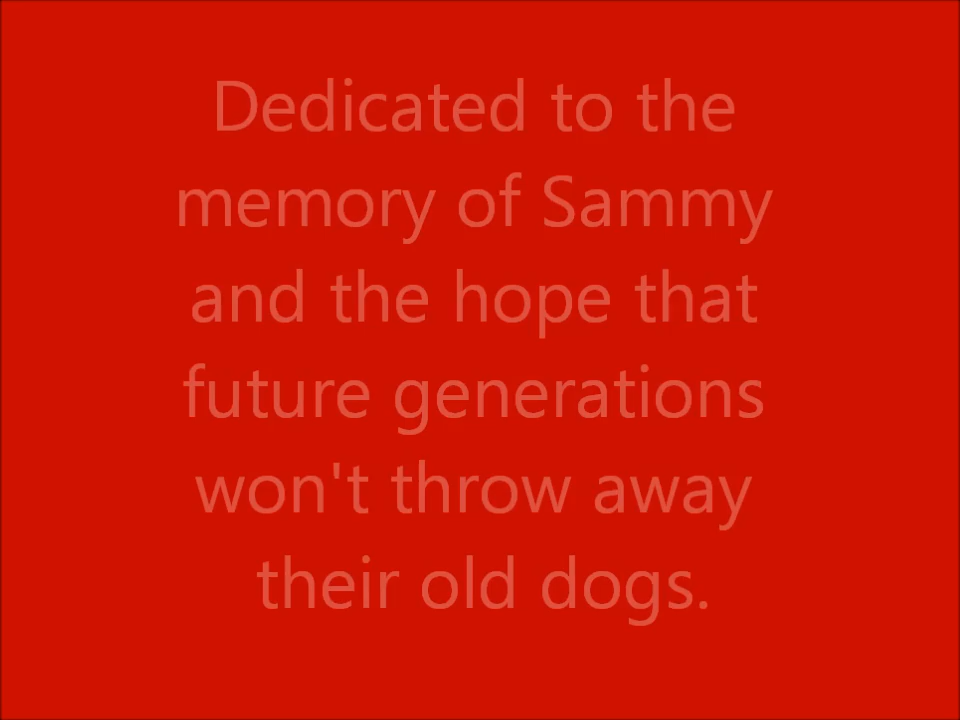 Dedicated to the
memory of Sammy
and the hope that
future generations
won't throw away
their old dogs.